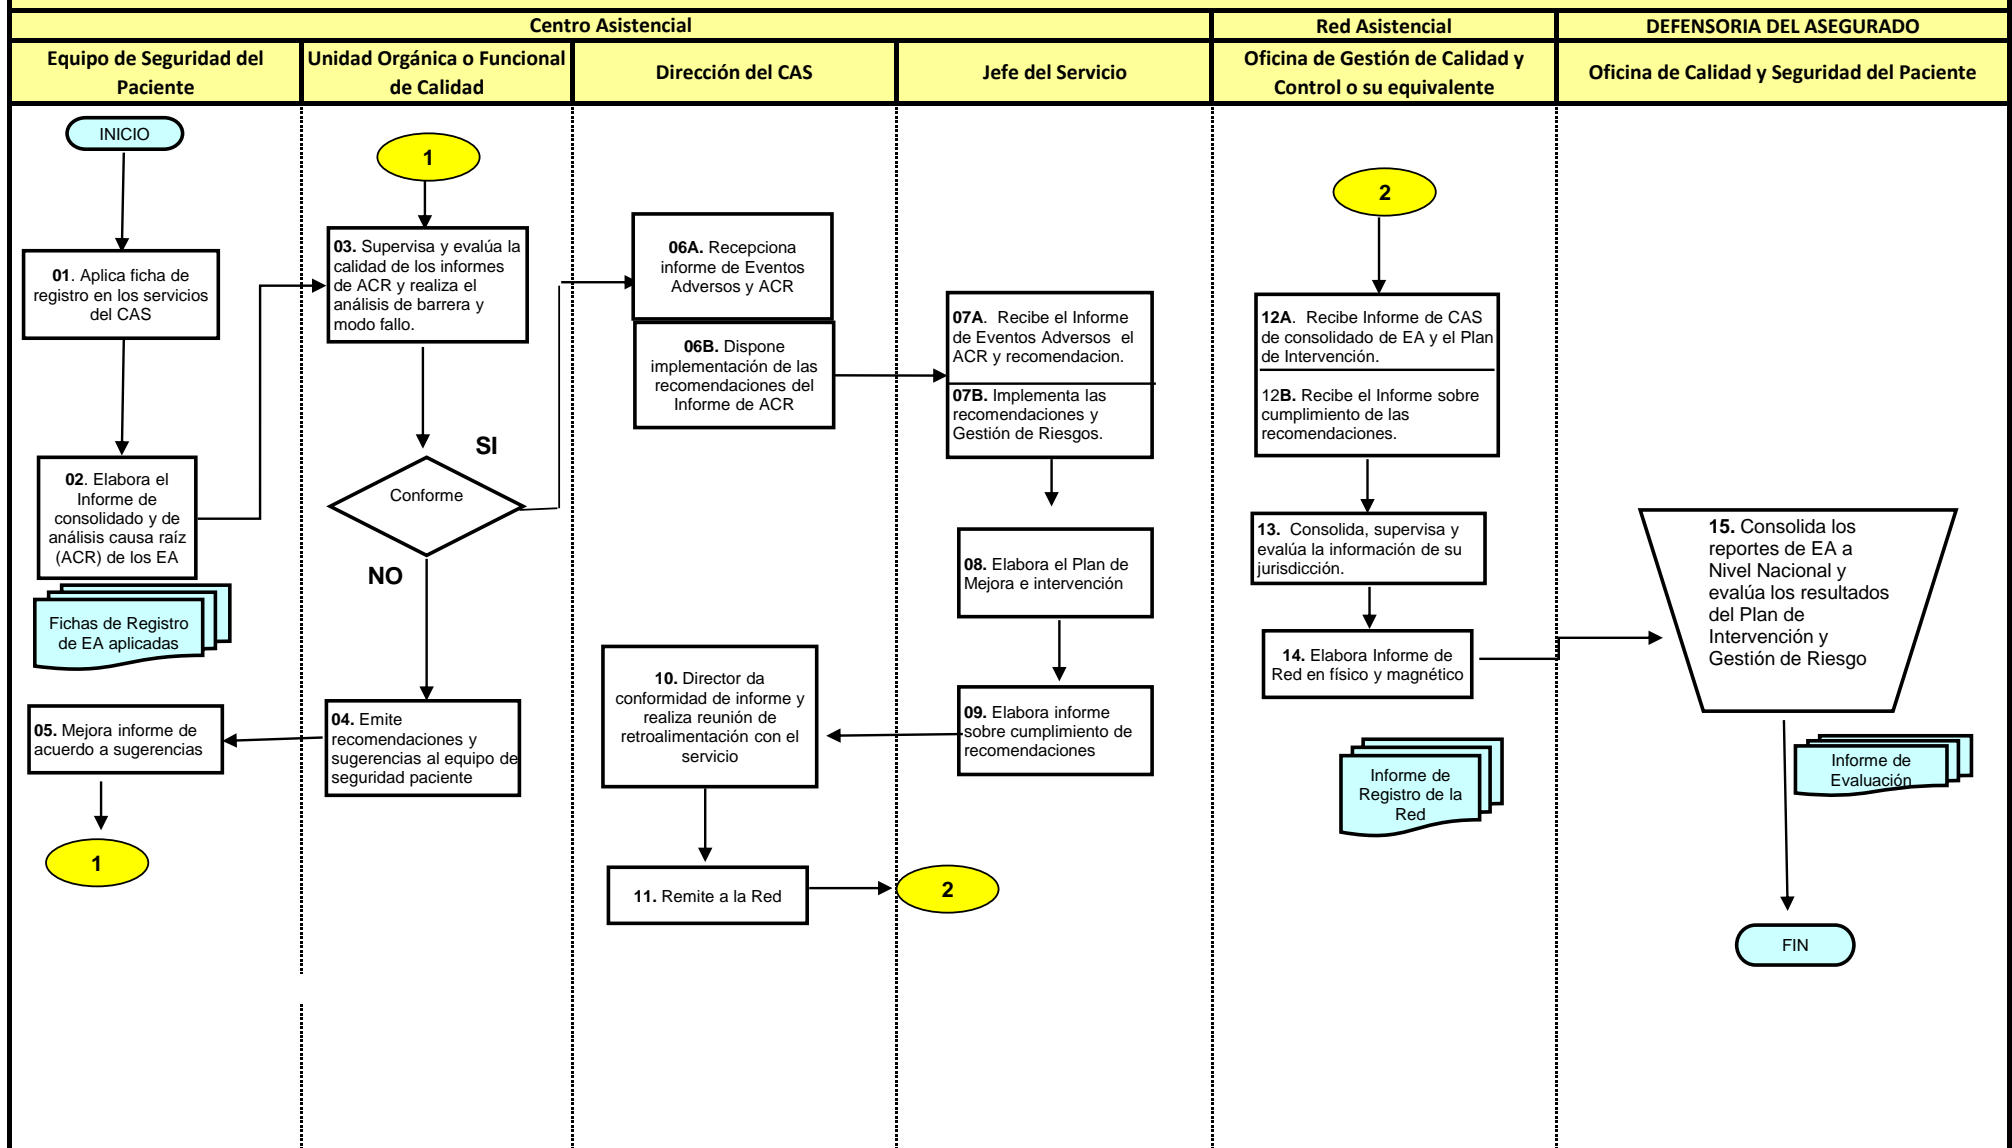 Centro Asistencial
Red Asistencial
DEFENSORIA DEL ASEGURADO
Equipo de Seguridad del
Paciente
Unidad Orgánica o Funcional
de Calidad
Dirección del CAS
Jefe del Servicio
Oficina de Gestión de Calidad y
Control o su equivalente
Oficina de Calidad y Seguridad del Paciente
INICIO
01. Aplica ficha de
registro en los servicios
del CAS
02. Elabora el
Informe de
consolidado y de
análisis causa raíz
(ACR) de los EA
Fichas de Registro
de EA aplicadas
05. Mejora informe de
acuerdo a sugerencias
1
1
03. Supervisa y evalúa la
calidad de los informes
de ACR y realiza el
análisis de barrera y
modo fallo.
SI
Conforme
NO
04. Emite
recomendaciones y
sugerencias al equipo de
seguridad paciente
06A. Recepciona
informe de Eventos
Adversos y ACR
06B. Dispone
implementación de las
recomendaciones del
Informe de ACR
10. Director da
conformidad de informe y
realiza reunión de
retroalimentación con el
servicio
11. Remite a la Red
07A. Recibe el Informe
de Eventos Adversos el
ACR y recomendacion.
07B. Implementa las
recomendaciones y
Gestión de Riesgos.
08. Elabora el Plan de
Mejora e intervención
09. Elabora informe
sobre cumplimiento de
recomendaciones
2
2
12A. Recibe Informe de CAS
de consolidado de EA y el Plan
de Intervención.
12B. Recibe el Informe sobre
cumplimiento de las
recomendaciones.
13. Consolida, supervisa y
evalúa la información de su
jurisdicción.
14. Elabora Informe de
Red en físico y magnético
Informe de
Registro de la
Red
15. Consolida los
reportes de EA a
Nivel Nacional y
evalúa los resultados
del Plan de
Intervención y
Gestión de Riesgo
Informe de
Evaluación
FIN